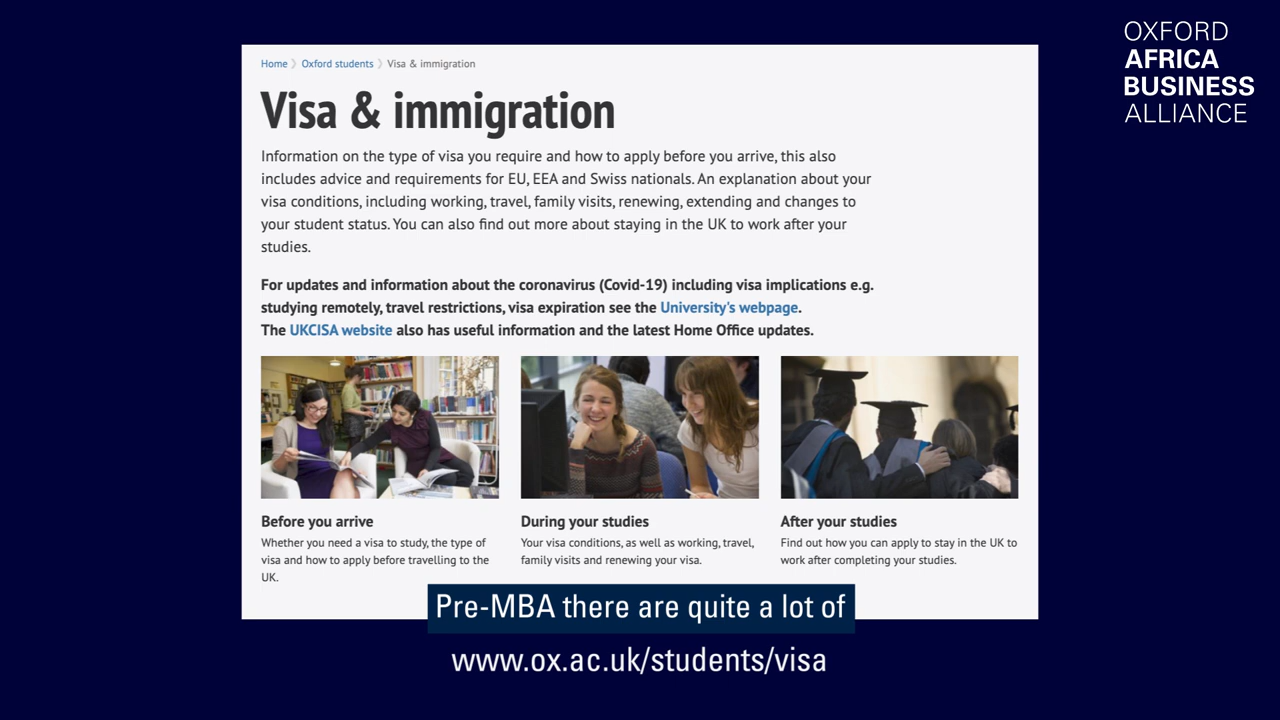 OXFORD
AFRICA
BUSINESS
ALLIANCE
Home 〉 Oxford students 〉 Visa & immigration
Visa & immigration
Information on the type of visa you require and how to apply before you arrive, this also
includes advice and requirements for EU, EEA and Swiss nationals. An explanation about your
visa conditions, including working, travel, family visits, renewing, extending and changes to
your student status. You can also find out more about staying in the UK to work after your
studies.
For updates and information about the coronavirus (Covid-19) including visa implications e.g.
studying remotely, travel restrictions, visa expiration see the University's webpage.
The UKCISA website also has useful information and the latest Home Office updates.
Before you arrive
Whether you need a visa to study, the type of
visa and how to apply before travelling to the
UK.
During your studies
Your visa conditions, as well as working, travel,
family visits and renewing your visa.
After your studies
Find out how you can apply to stay in the UK to
work after completing your studies.
Pre-MBA there are quite a lot of
www.ox.ac.uk/students/visa